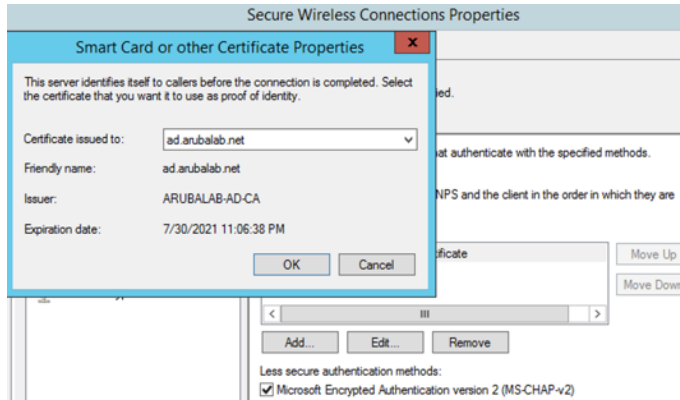 Secure Wireless Connections Properties
Smart Card or other Certificate Properties
x
This server identifies itself to callers before the connection is completed. Select
the certificate that you want it to use as proof of identity.
Certificate issued to:
ad.arubalab.net
Friendly name:
ad.arubalab.net
Issuer:
ARUBALAB-AD-CA
Expiration date:
7/30/2021 11:06:38 PM
OK
Cancel
ied.
at authenticate with the specified methods.
NPS and the client in the order in which they are
tificate
Move Up
Move Down
Add...
Edit...
Remove
Less secure authentication methods:
Microsoft Encrypted Authentication version 2 (MS-CHAP-v2)